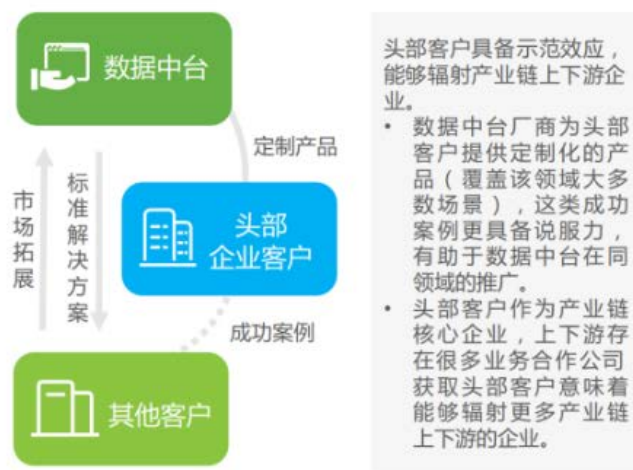 数据中台
定制产品
市场拓展
标准解决方案
头部
企业客户
成功案例
其他客户
头部客户具备示范效应，
能够辐射产业链上下游企
业。
• 数据中台厂商为头部
客户提供定制化的产
品（覆盖该领域大多
数场景），这类成功
案例更具备说服力，
有助于数据中台在同
领域的推广。
• 头部客户作为产业链
核心企业，上下游存
在很多业务合作公司
获取头部客户意味着
能够辐射更多产业链
上下游的企业。